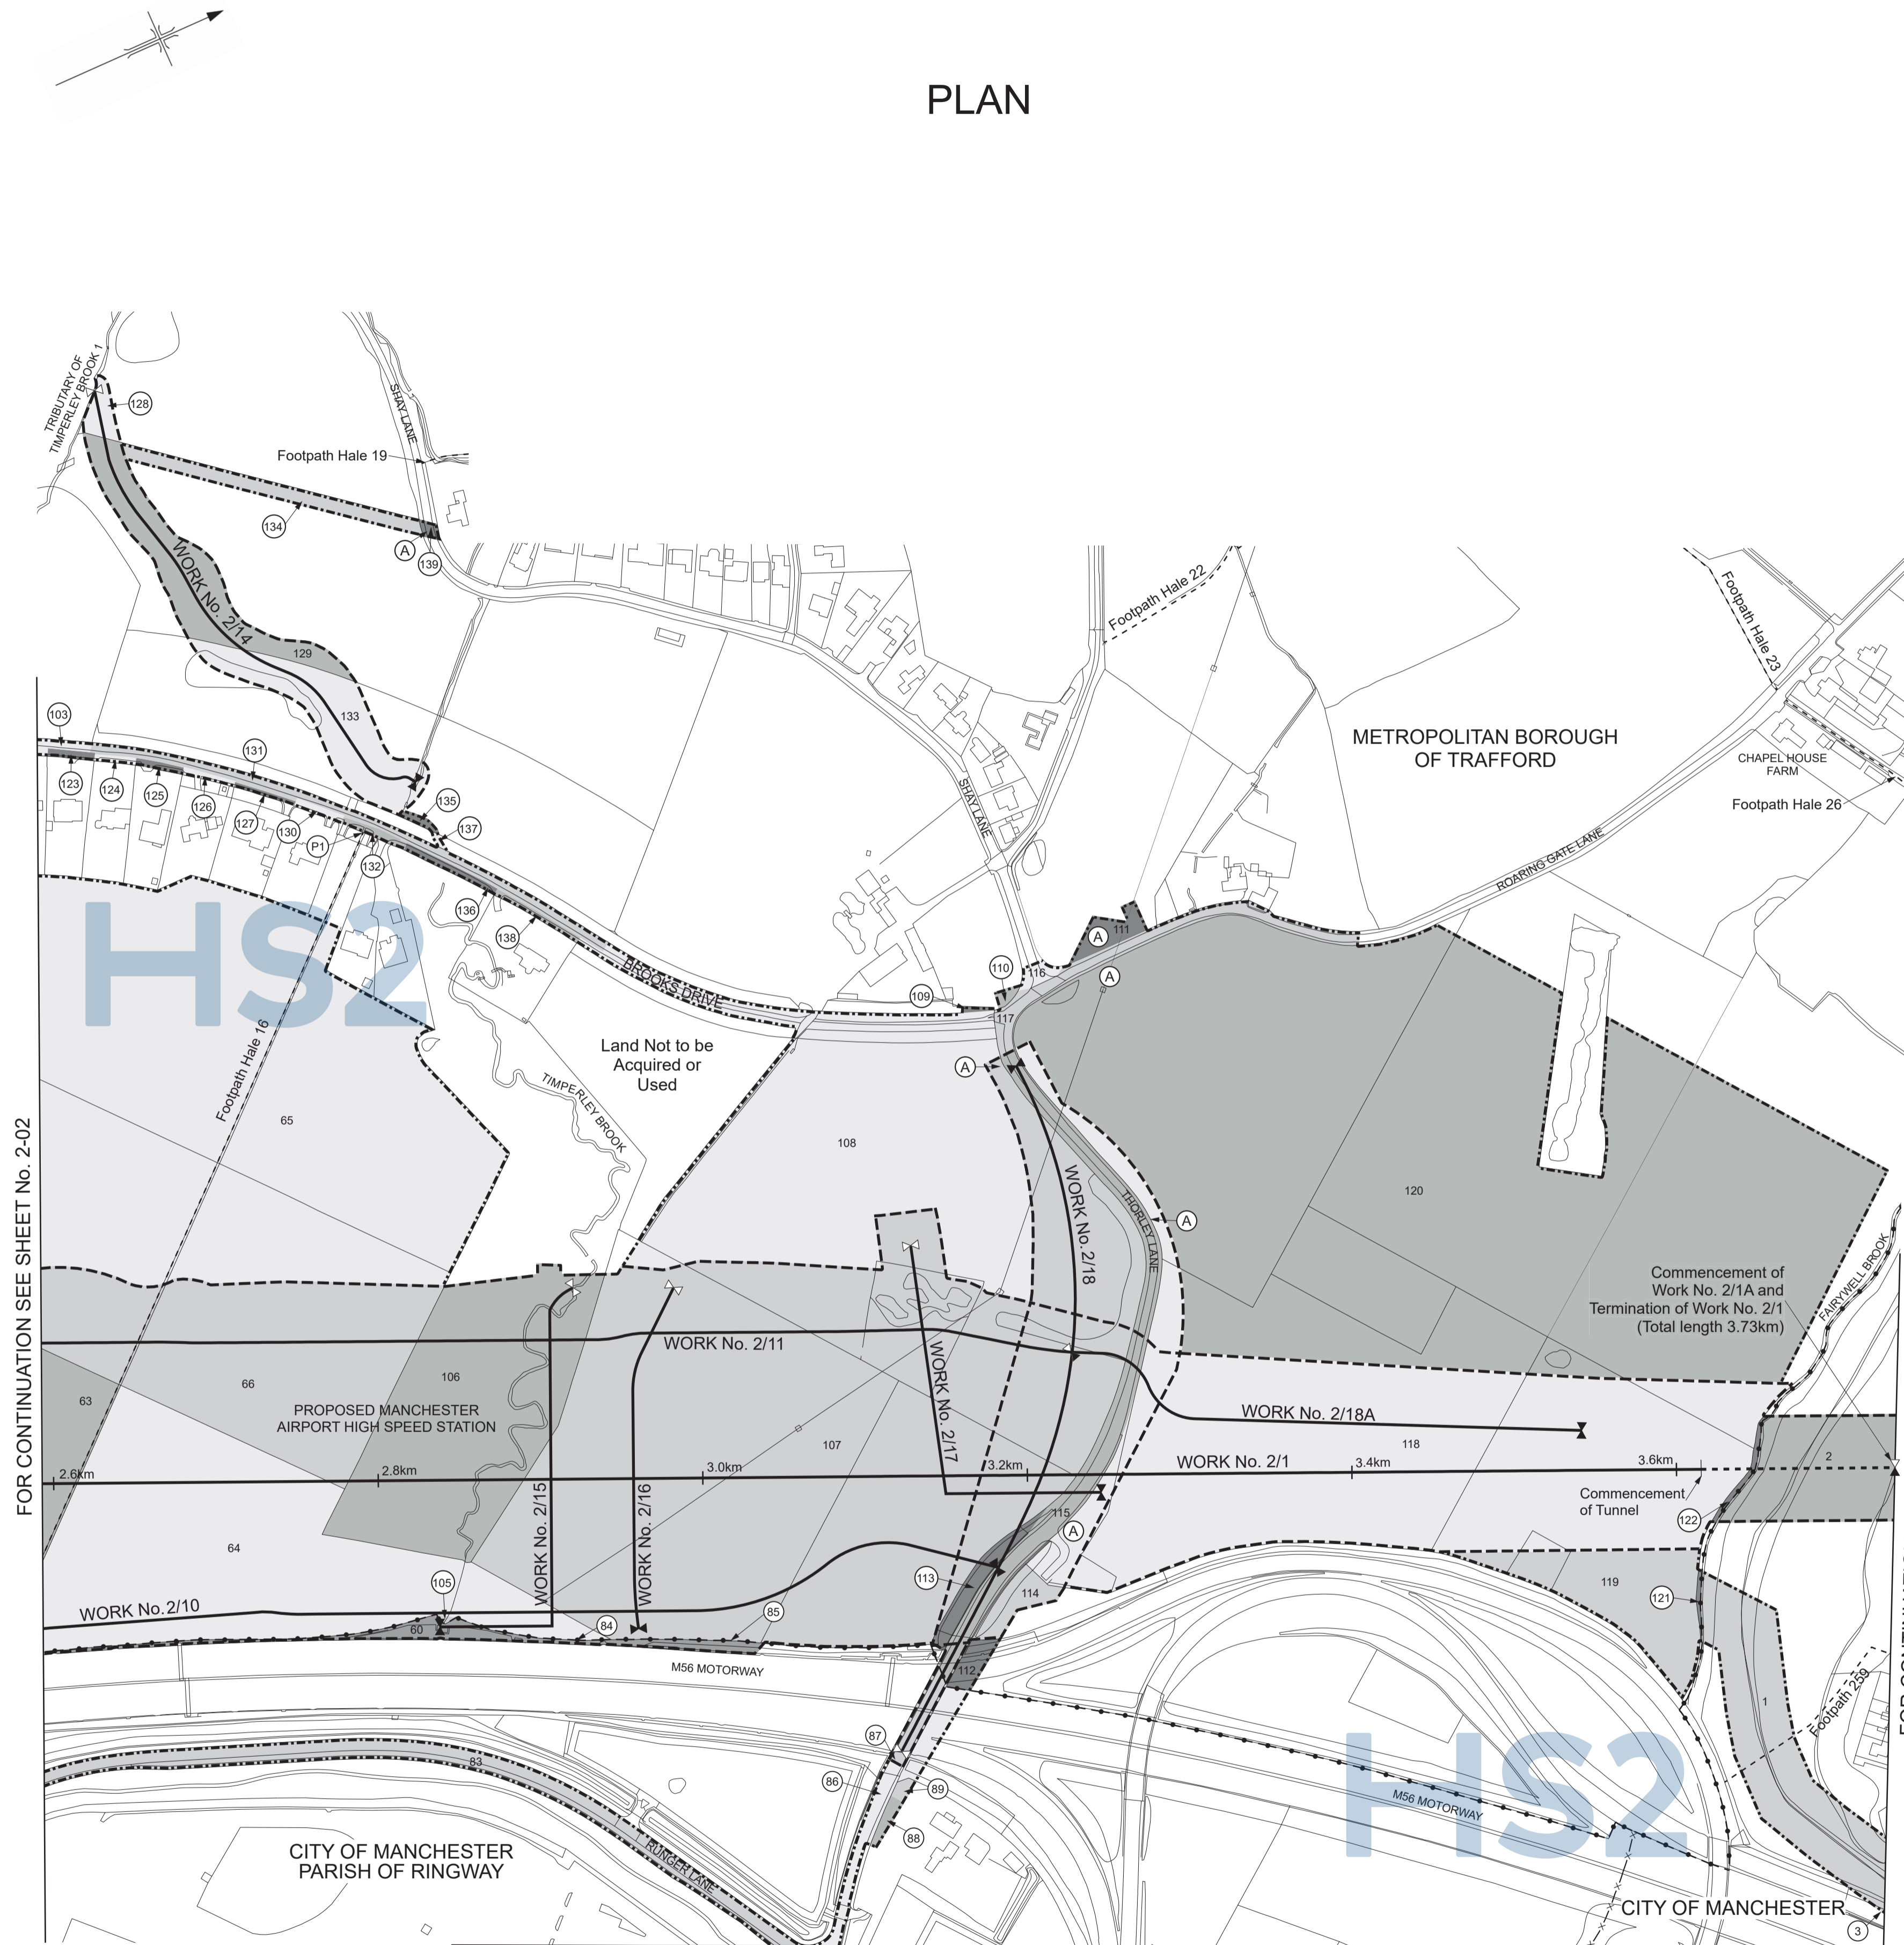 PLAN
TRIBUTARY OF
TIMPERLEY BROOK 1
128
SHAY LANE
Footpath Hale 19
134
A
139
WORK No. 2/14
129
133
Footpath Hale 22
Footpath Hale 23
METROPOLITAN BOROUGH
OF TRAFFORD
CHAPEL HOUSE
FARM
Footpath Hale 26
ROARING GATE LANE
103
131
123
124
125
126
127
130
P1
132
135
137
136
138
SHAY LANE
BROOKS DRIVE
HS2
109
110
116
117
A
111
A
A
Land Not to be
Acquired or
Used
Footpath Hale 16
TIMPERLEY BROOK
65
108
WORK No. 2/18
THORLEY LANE
A
120
FAIRYWELL BROOK
Commencement of
Work No. 2/1A and
Termination of Work No. 2/1
(Total length 3.73km)
FOR CONTINUATION SEE SHEET No. 2-02
WORK No. 2/11
63
66
106
PROPOSED MANCHESTER
AIRPORT HIGH SPEED STATION
107
WORK No. 2/17
WORK No. 2/18A
118
2
2.6km
2.8km
3.0km
3.2km
WORK No. 2/1
3.4km
3.6km
Commencement
of Tunnel
122
64
WORK No. 2/15
WORK No. 2/16
115
A
113
114
119
121
WORK No. 2/10
105
60
84
85
112
M56 MOTORWAY
1
Footpath 259
83
87
86
89
88
HS2
M56 MOTORWAY
RUNGER LANE
CITY OF MANCHESTER
PARISH OF RINGWAY
CITY OF MANCHESTER
3